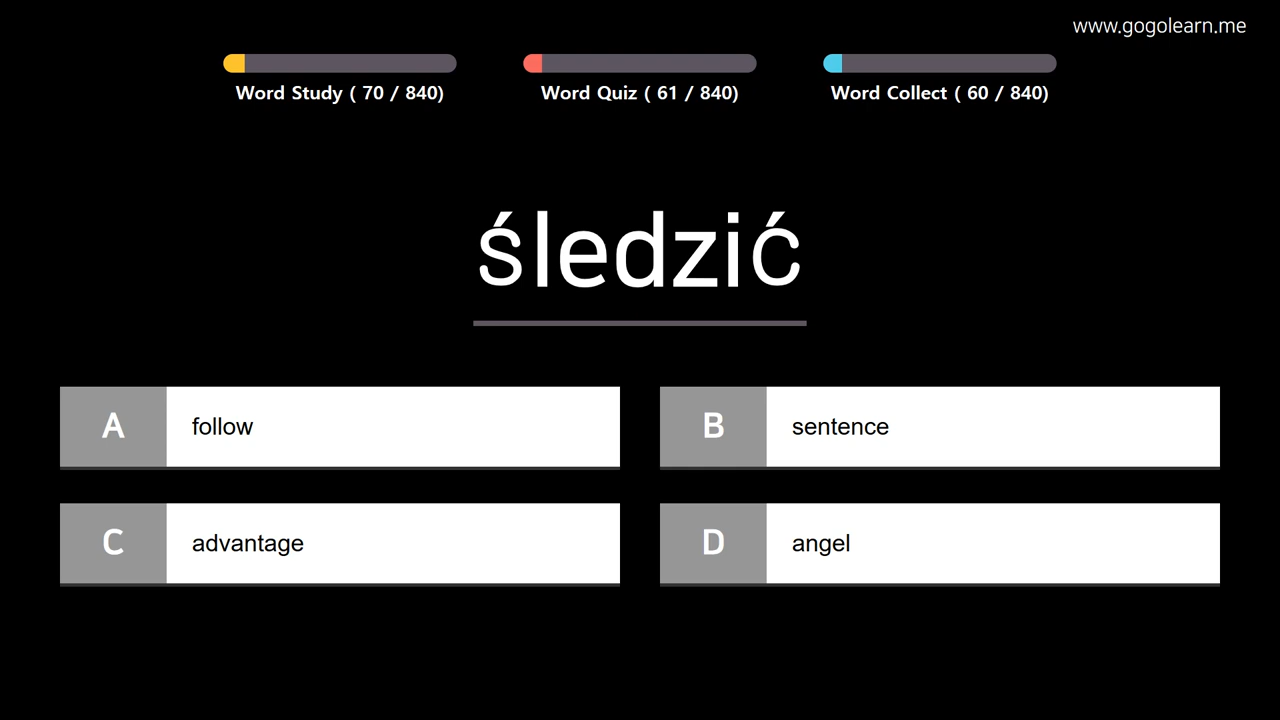 www.gogolearn.me
Word Study ( 70 / 840)
Word Quiz ( 61 / 840)
Word Collect ( 60 / 840)
śledzić
A follow
B sentence
C advantage
D angel